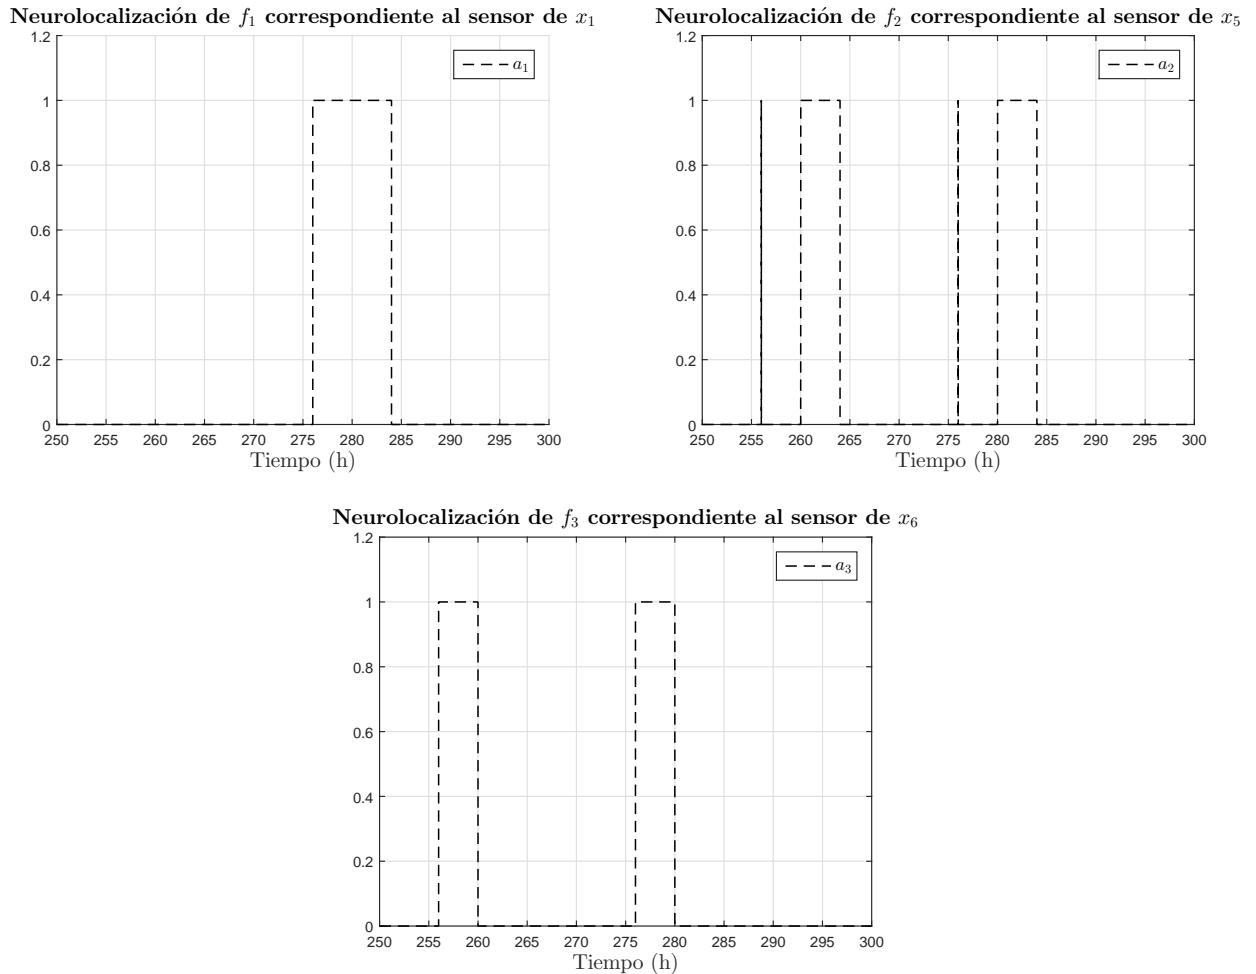 Neurolocalización de f₁ correspondiente al sensor de x₁
1.2
1
0.8
0.6
0.4
0.2
0
250 255 260 265 270 275 280 285 290 295 300
Tiempo (h)
a₁
Neurolocalización de f₂ correspondiente al sensor de x₅
1.2
1
0.8
0.6
0.4
0.2
0
250 255 260 265 270 275 280 285 290 295 300
Tiempo (h)
a₂
Neurolocalización de f₃ correspondiente al sensor de x₆
1.2
1
0.8
0.6
0.4
0.2
0
250 255 260 265 270 275 280 285 290 295 300
Tiempo (h)
a₃